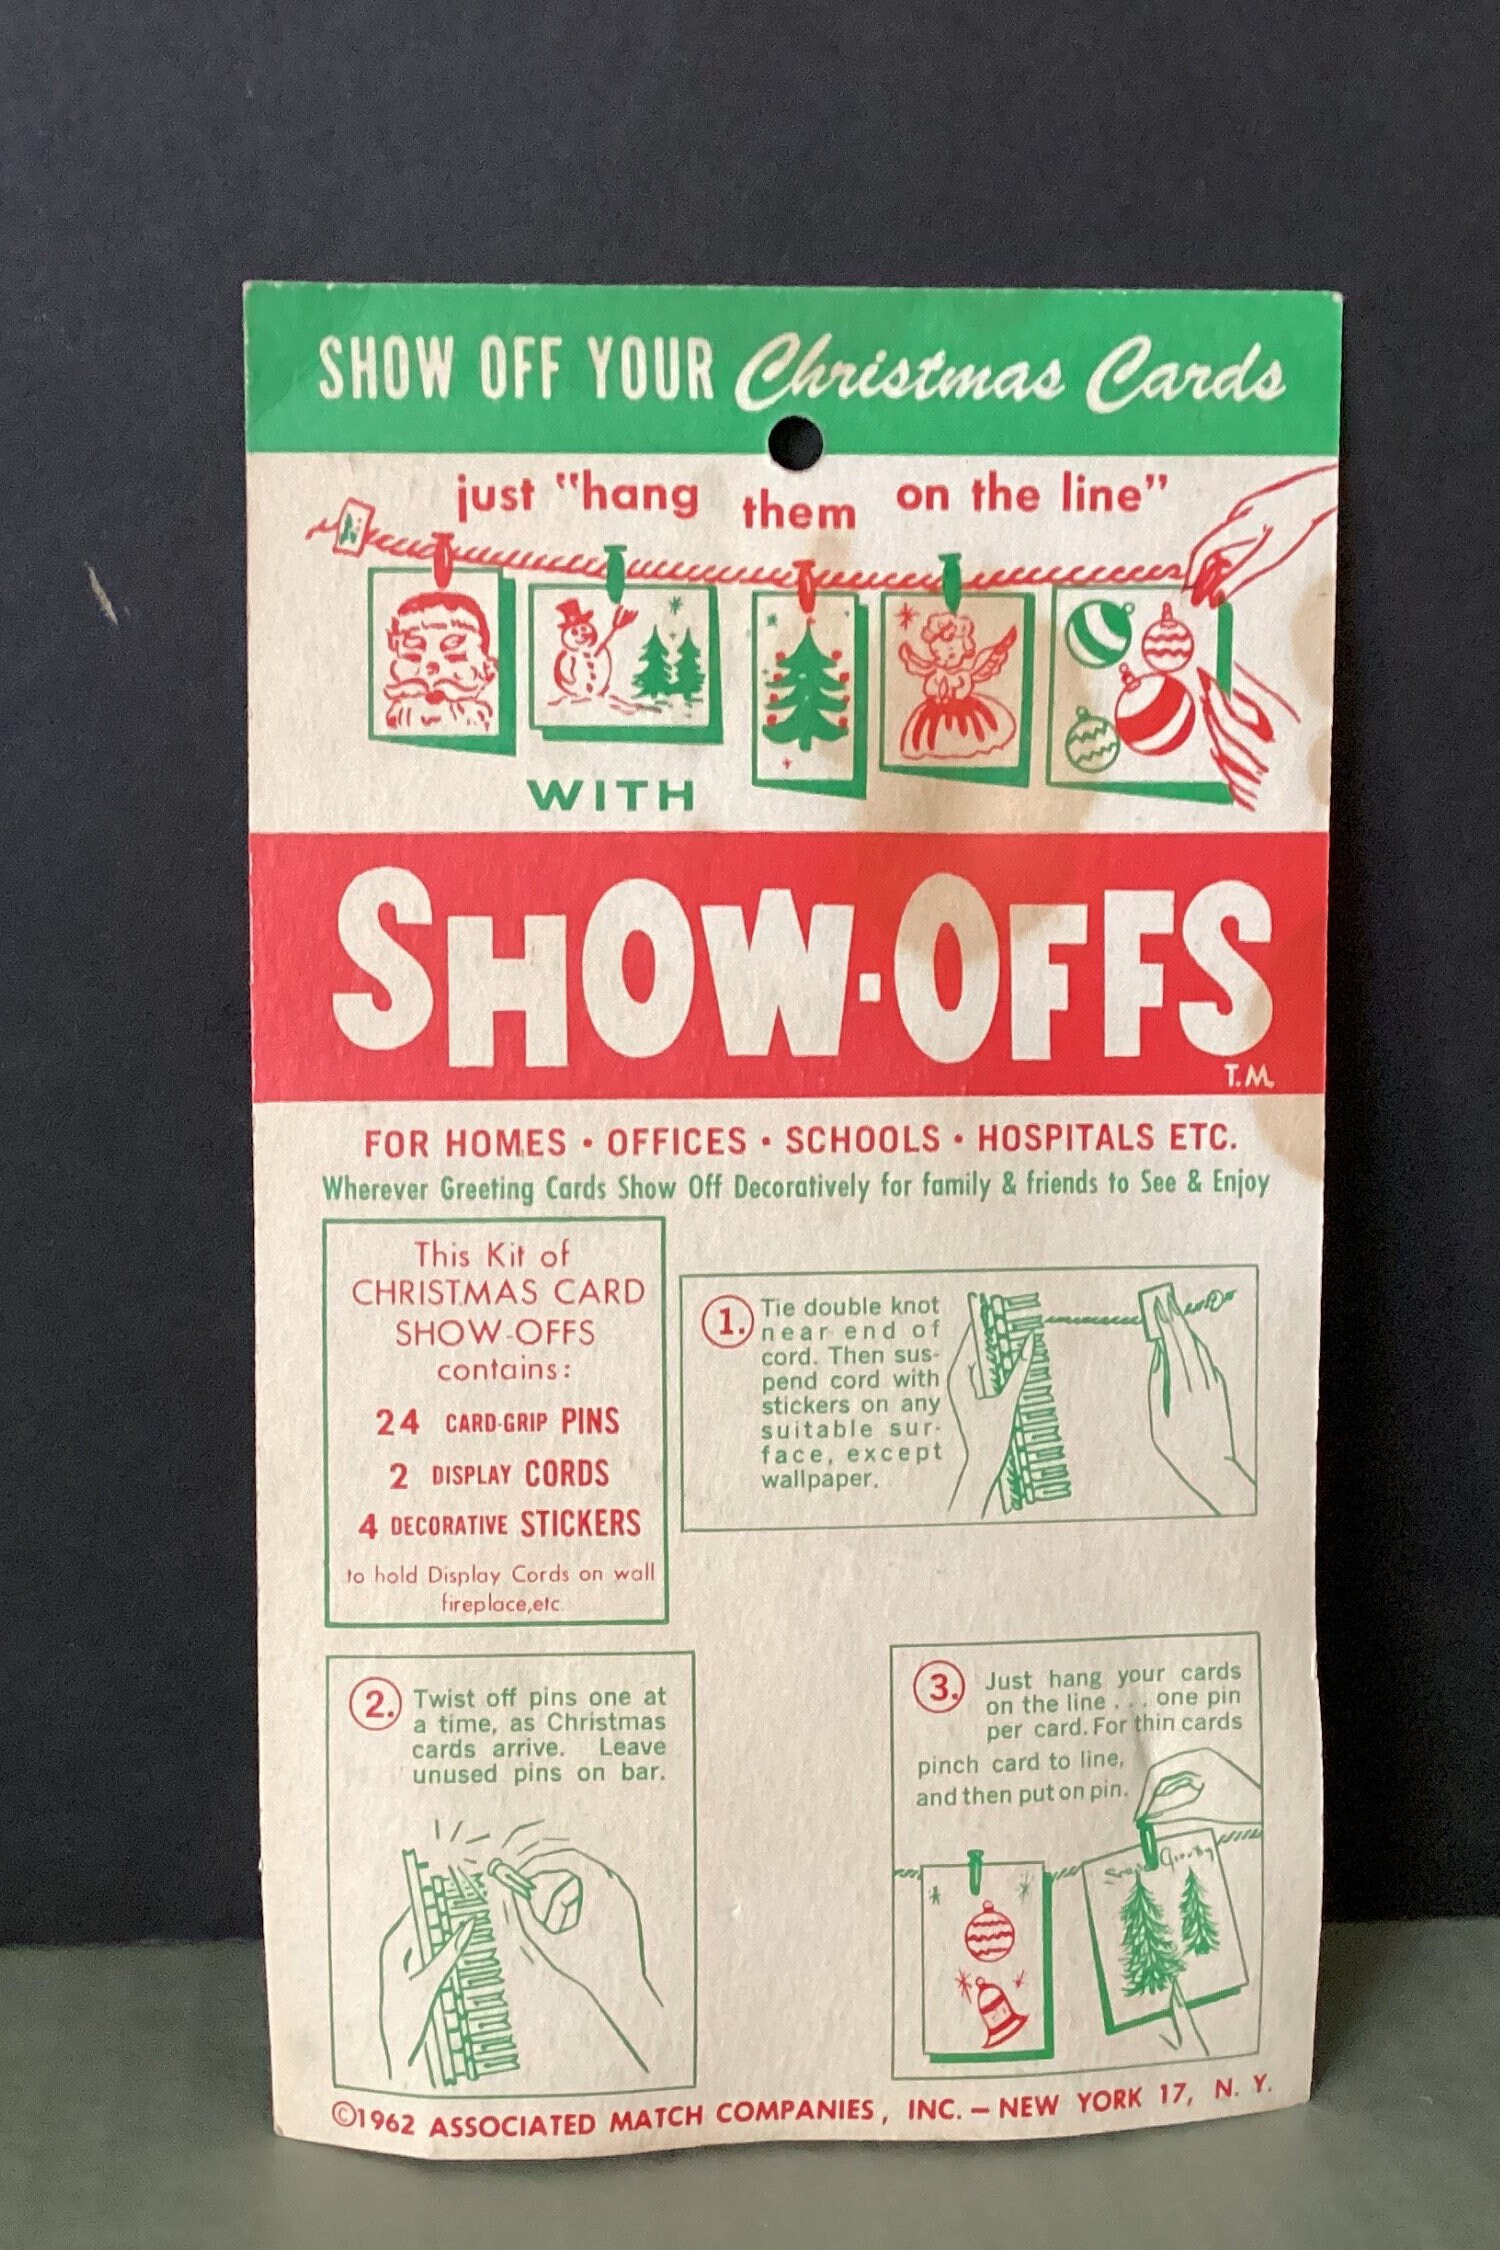 SHOW OFF YOUR Christmas Cards
just "hang them on the line"
WITH
SHOW-OFFS
T.M.
FOR HOMES • OFFICES • SCHOOLS • HOSPITALS ETC.
Wherever Greeting Cards Show Off Decoratively for family & friends to See & Enjoy
This Kit of
CHRISTMAS CARD
SHOW-OFFS
contains:
24 CARD-GRIP PINS
2 DISPLAY CORDS
4 DECORATIVE STICKERS
to hold Display Cords on wall
fireplace,etc.
1. Tie double knot
near end of
cord. Then sus-
pend cord with
stickers on any
suitable sur-
face, except
wallpaper.
2. Twist off pins one at
a time, as Christmas
cards arrive. Leave
unused pins on bar.
3. Just hang your cards
on the line... one pin
per card. For thin cards
pinch card to line,
and then put on pin.
©1962 ASSOCIATED MATCH COMPANIES, INC. — NEW YORK 17, N. Y.